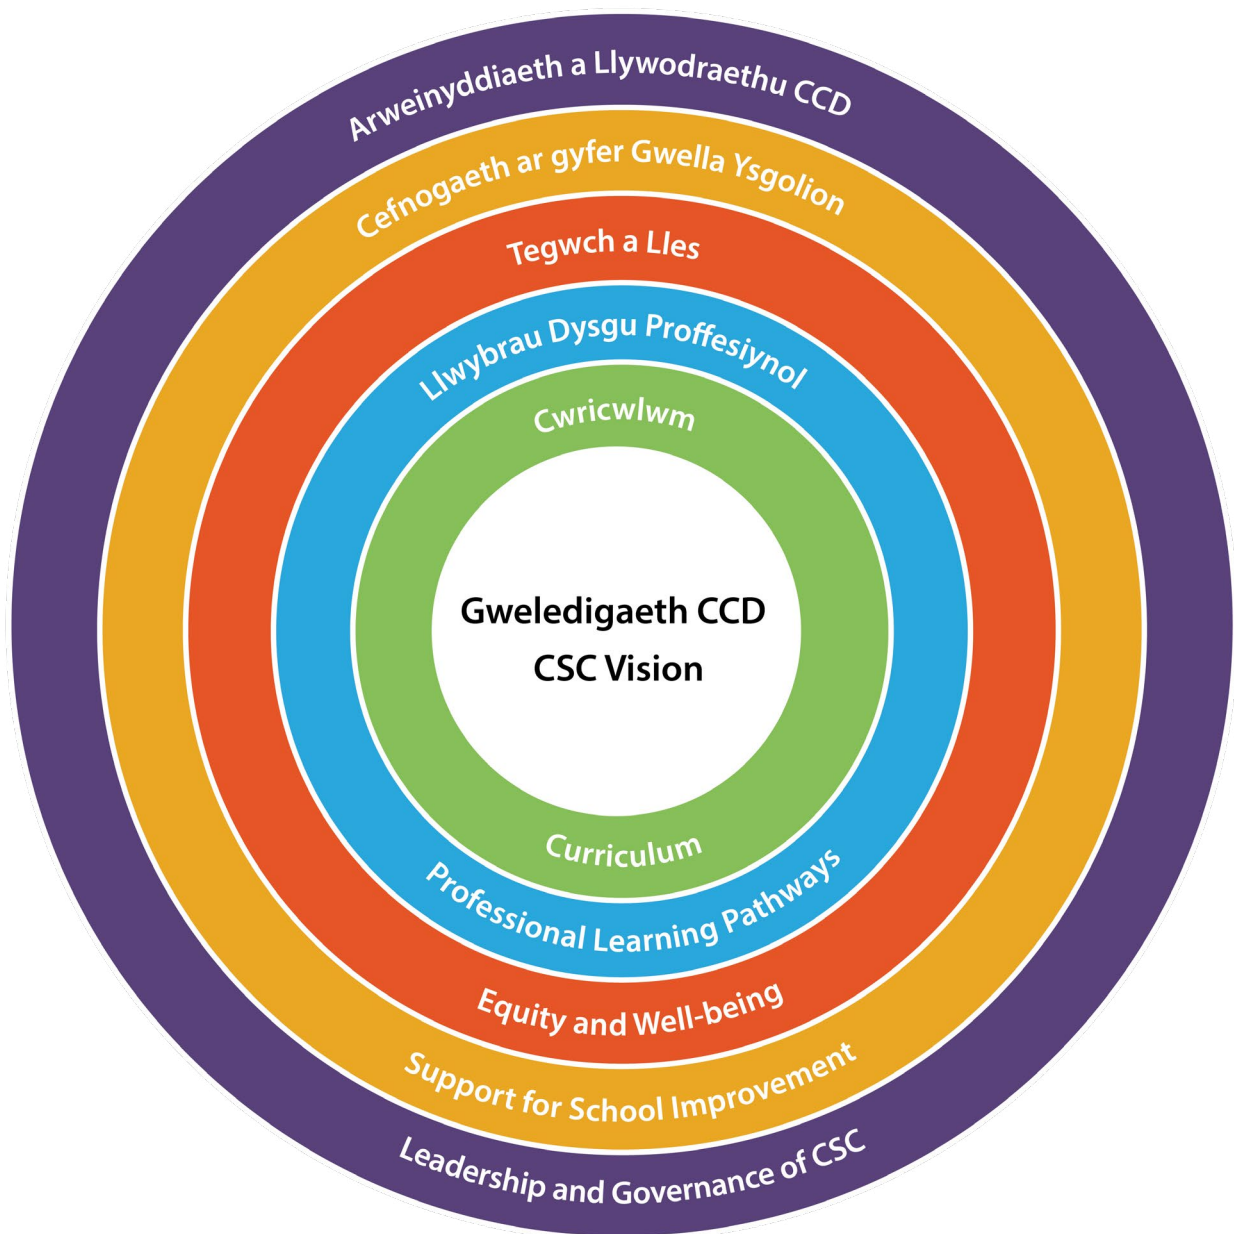 Arweinyddiaeth a Llywodraethu CCD
Cefnogaeth ar gyfer Gwella Ysgolion
Tegwch a Lles
Llwybrau Dysgu Proffesiynol
Cwricwlwm
Gweledigaeth CCD
CSC Vision
Curriculum
Professional Learning Pathways
Equity and Well-being
Support for School Improvement
Leadership and Governance of CSC